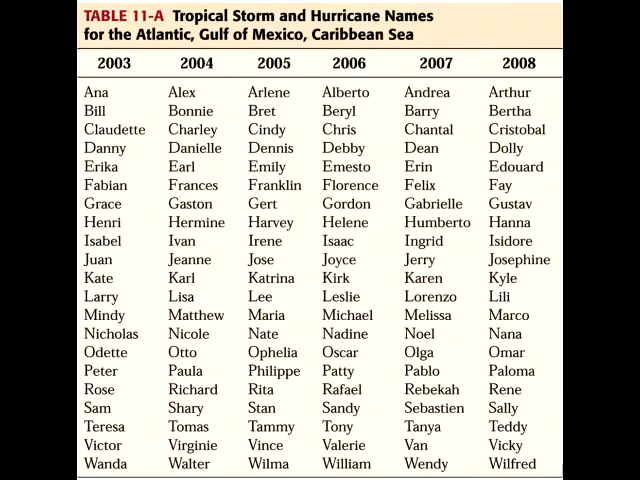 TABLE 11-A Tropical Storm and Hurricane Names
for the Atlantic, Gulf of Mexico, Caribbean Sea
2003 2004 2005 2006 2007 2008
Ana Alex Arlene Alberto Andrea Arthur
Bill Bonnie Bret Beryl Barry Bertha
Claudette Charley Cindy Chris Chantal Cristobal
Danny Danielle Dennis Debby Dean Dolly
Erika Earl Emily Ernesto Erin Edouard
Fabian Frances Franklin Florence Felix Fay
Grace Gaston Gert Gordon Gabrielle Gustav
Henri Hermine Harvey Helene Humberto Hanna
Isabel Ivan Irene Isaac Ingrid Isidore
Juan Jeanne Jose Joyce Jerry Josephine
Kate Karl Katrina Kirk Karen Kyle
Larry Lisa Lee Leslie Lorenzo Lili
Mindy Matthew Maria Michael Melissa Marco
Nicholas Nicole Nate Nadine Noel Nana
Odette Otto Ophelia Oscar Olga Omar
Peter Paula Philippe Patty Pablo Paloma
Rose Richard Rita Rafael Rebekah Rene
Sam Shary Stan Sandy Sebastien Sally
Teresa Tomas Tammy Tony Tanya Teddy
Victor Virginie Vince Valerie Van Vicky
Wanda Walter Wilma William Wendy Wilfred